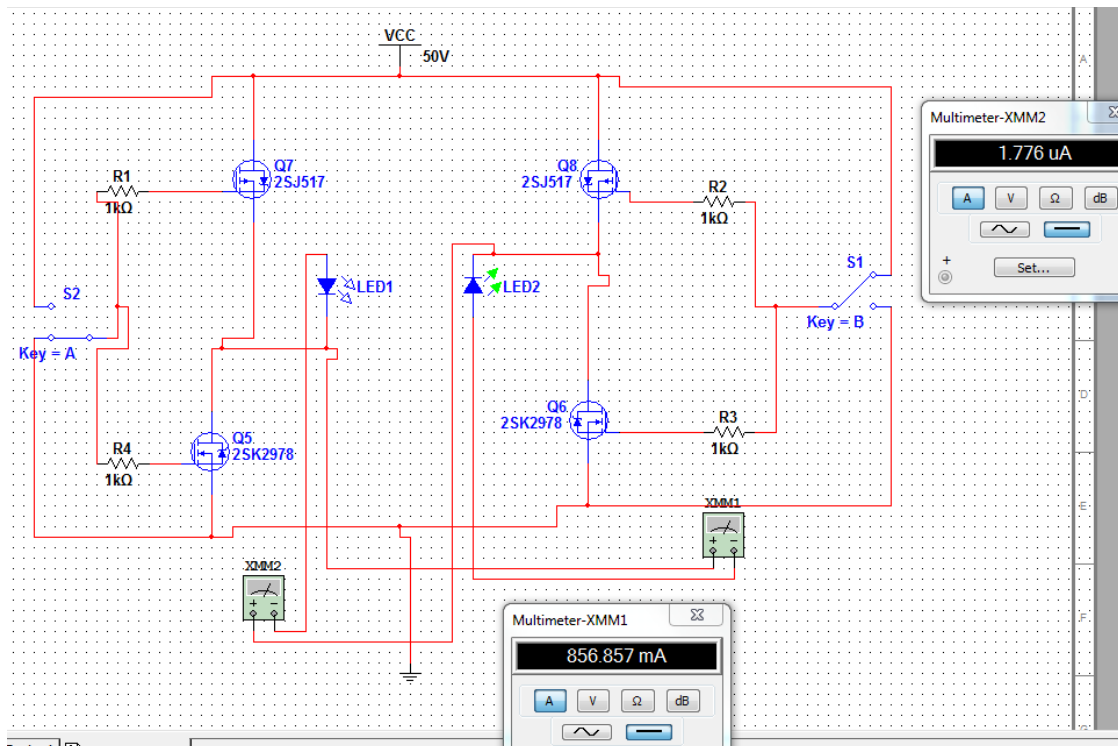 VCC
50V
A
Multimeter-XMM2
1.776 uA
A
V
Ω
dB
Set...
+
Q7
2SJ517
Q8
2SJ517
R1
1kΩ
R2
1kΩ
S2
Key = A
LED1
LED2
S1
Key = B
D
Q6
2SK2978
R3
1kΩ
Q5
2SK2978
R4
1kΩ
E
XMM1
+ −
XMM2
+ −
F
Multimeter-XMM1
856.857 mA
A
V
Ω
dB